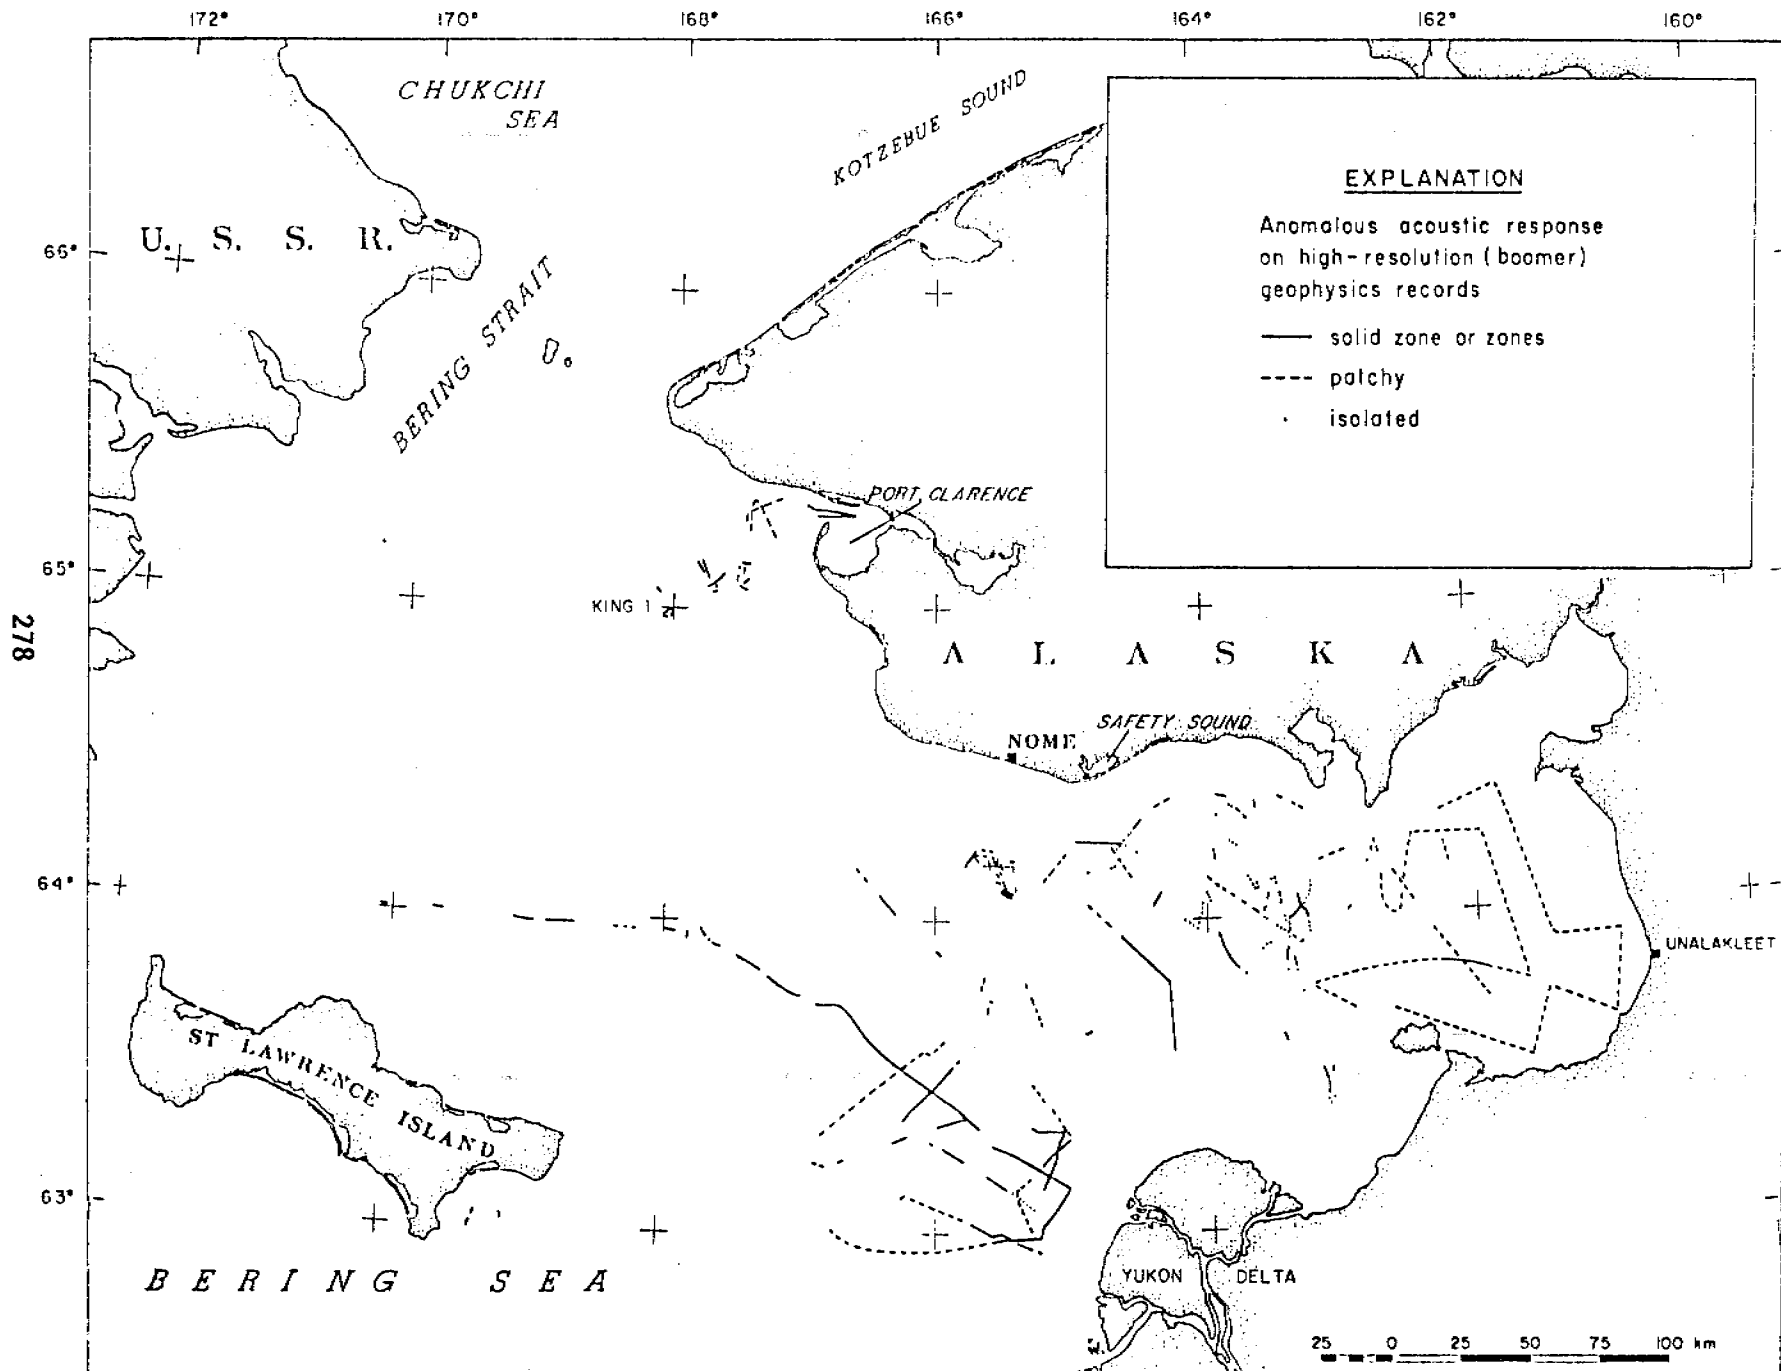 172° 170° 168° 166° 164° 162° 160°
CHUKCHI
SEA
KOTZEBUE SOUND
EXPLANATION
Anomalous acoustic response
on high-resolution (boomer)
geophysics records
solid zone or zones
patchy
isolated
U. S. S. R.
66°
BERING STRAIT
PORT CLARENCE
65°
KING I
278
ALASKA
SAFETY SOUND
NOME
64°
UNALAKLEET
ST LAWRENCE ISLAND
63°
BERING SEA
YUKON DELTA
25 0 25 50 75 100 km